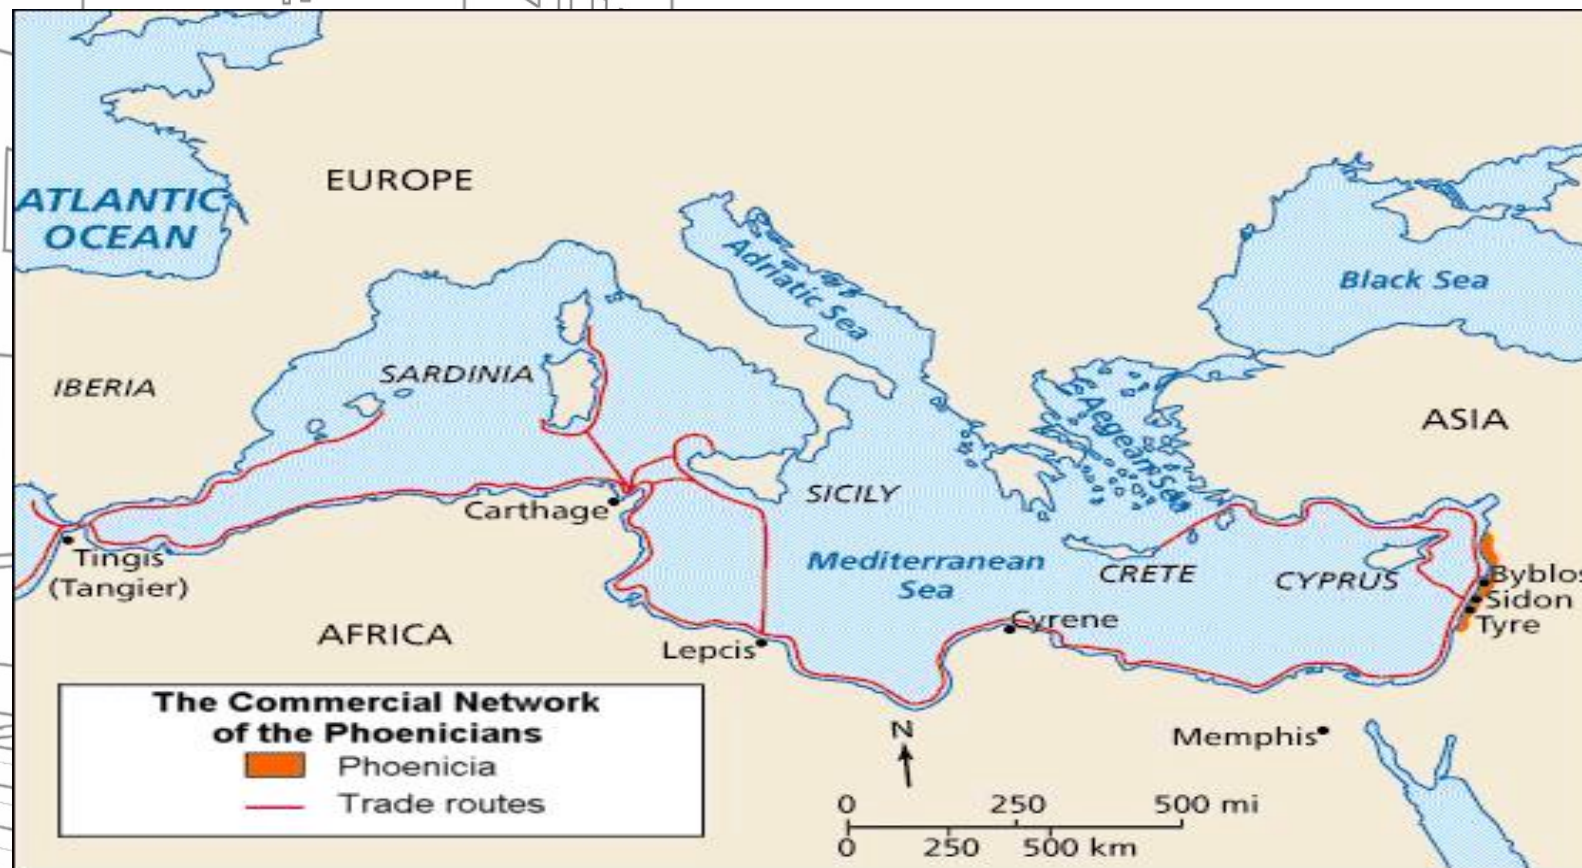 EUROPE
ATLANTIC
OCEAN
Adriatic Sea
Black Sea
IBERIA
SARDINIA
Aegean Sea
ASIA
SICILY
Carthage
Tingis
(Tangier)
Mediterranean
Sea
CRETE
CYPRUS
Byblos
Sidon
Tyre
Cyrene
AFRICA
Lepcis
Memphis
N
The Commercial Network
of the Phoenicians
Phoenicia
Trade routes
0 250 500 mi
0 250 500 km